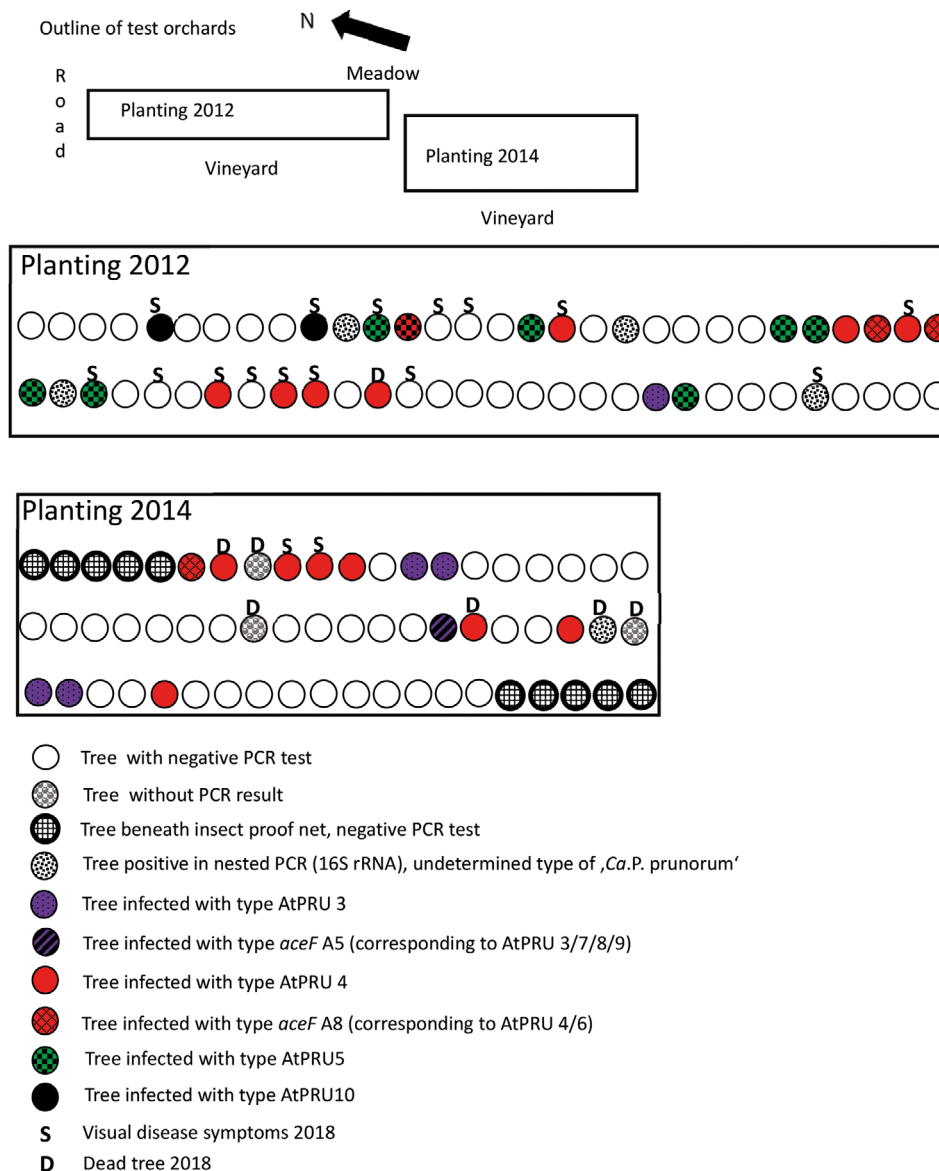 Outline of test orchards
N
Meadow
R
o
a
d
Planting 2012
Planting 2014
Vineyard
Vineyard
Planting 2012
S S S S S S S
S S S S S S D S S
Planting 2014
D D S S
D D D D
Tree with negative PCR test
Tree without PCR result
Tree beneath insect proof net, negative PCR test
Tree positive in nested PCR (16S rRNA), undetermined type of ‚Ca.P. prunorum‘
Tree infected with type AtPRU 3
Tree infected with type aceF A5 (corresponding to AtPRU 3/7/8/9)
Tree infected with type AtPRU 4
Tree infected with type aceF A8 (corresponding to AtPRU 4/6)
Tree infected with type AtPRU5
Tree infected with type AtPRU10
S Visual disease symptoms 2018
D Dead tree 2018